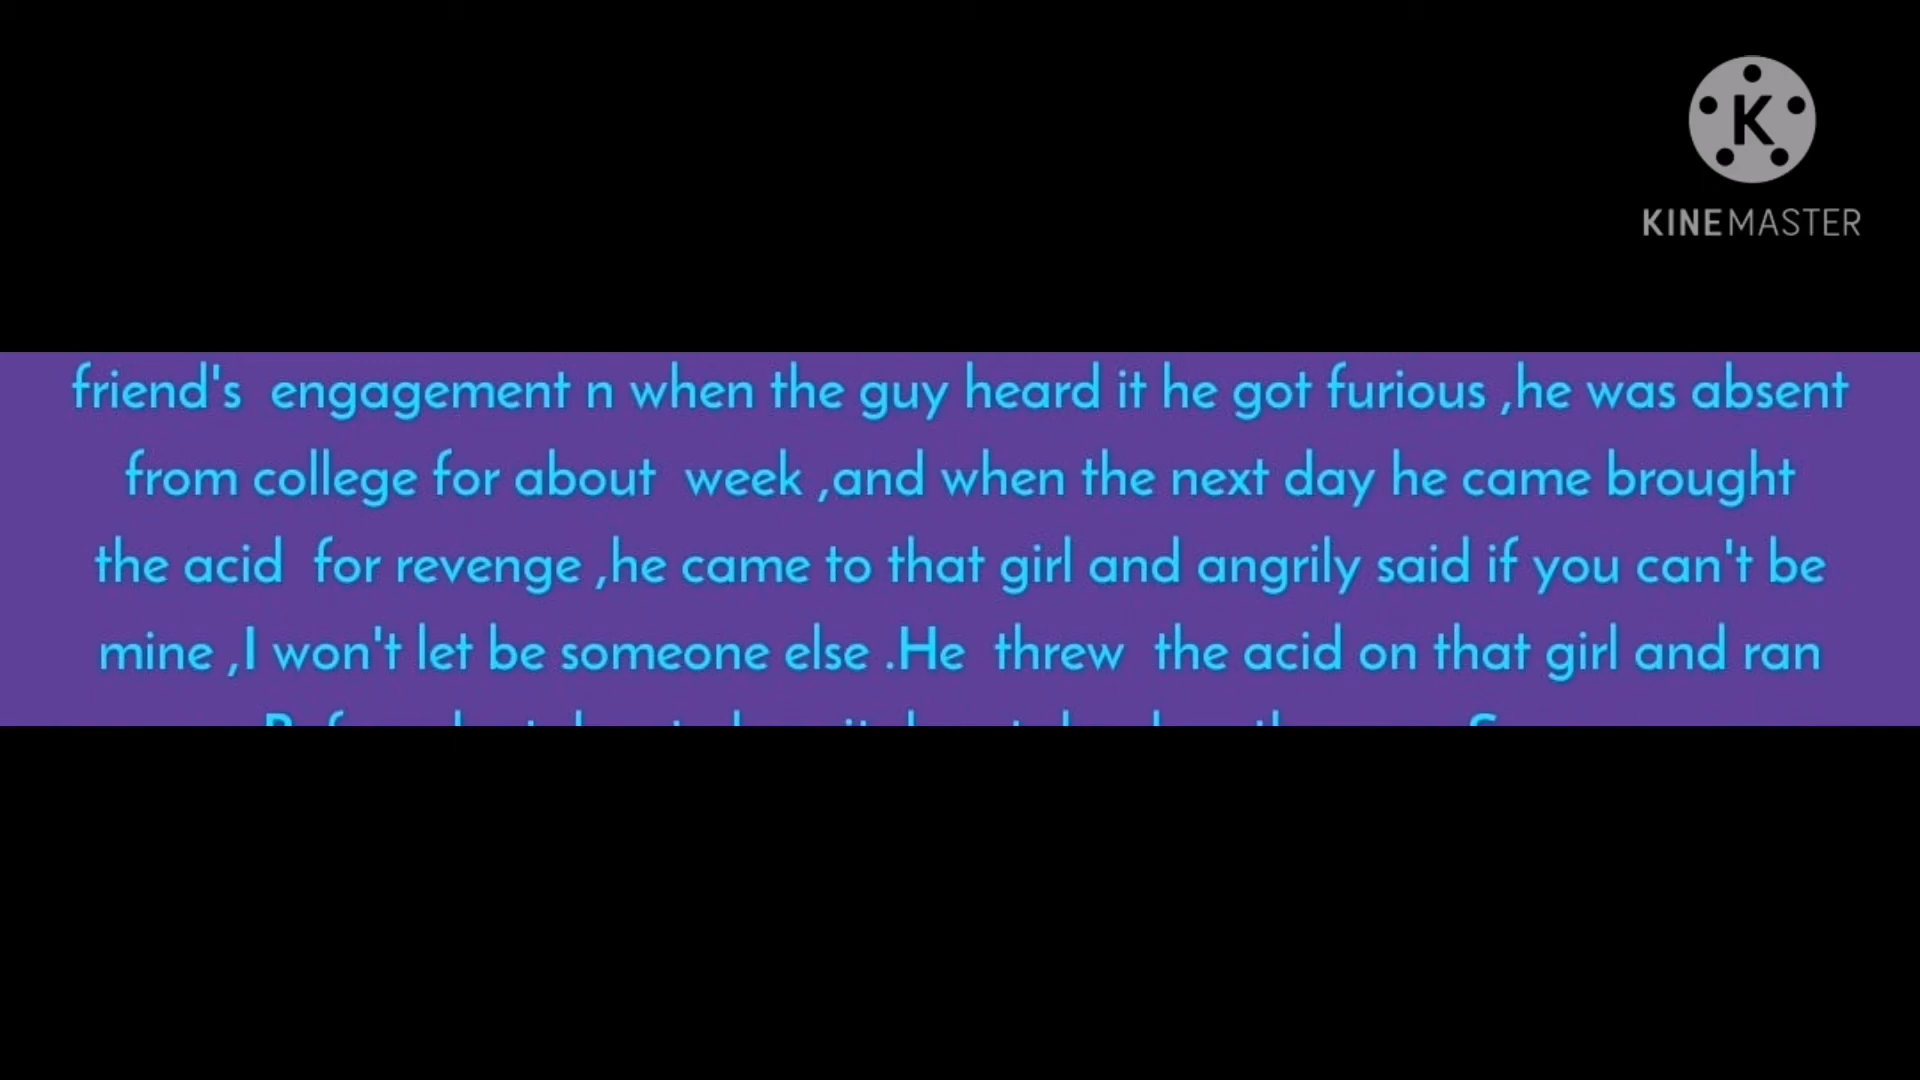 K
KINEMASTER
friend's engagement n when the guy heard it he got furious ,he was absent
from college for about week ,and when the next day he came brought
the acid for revenge ,he came to that girl and angrily said if you can't be
mine ,I won't let be someone else .He threw the acid on that girl and ran